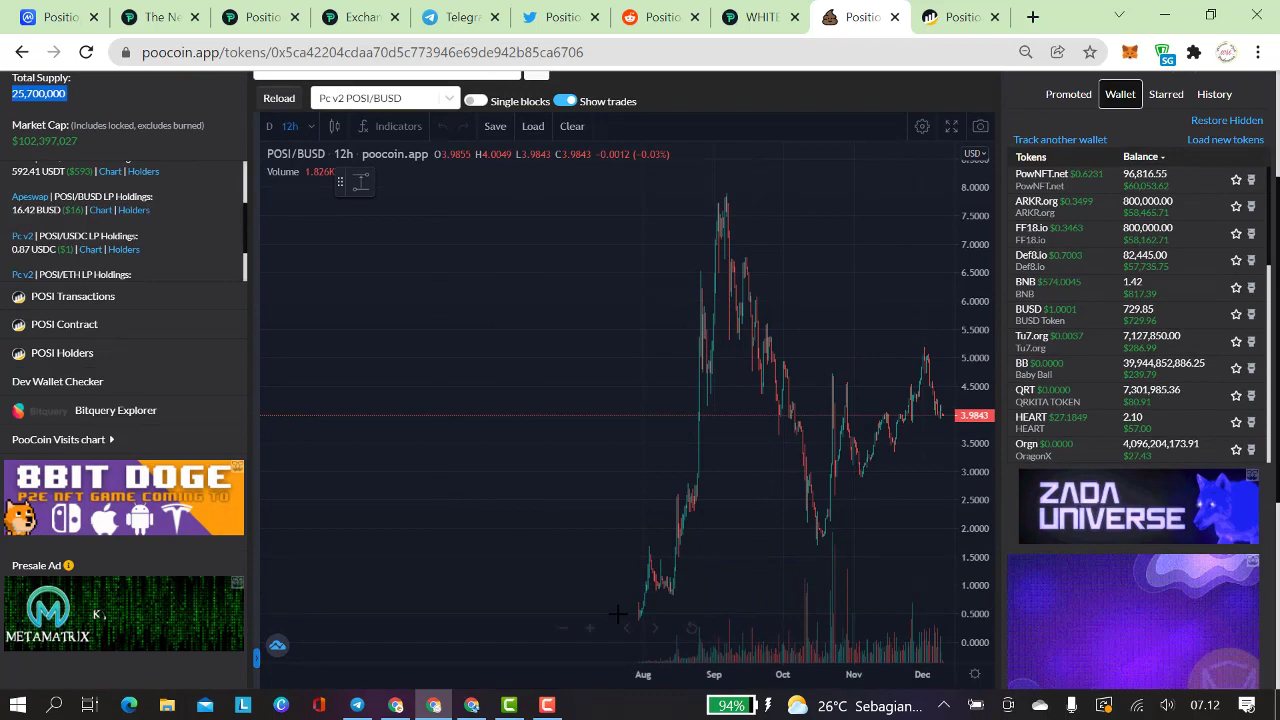 Positio
The Ne
Poocha
Exchan
Telegr
Positio
Positio
WHITE
Positio
Positio
poocoin.app/tokens/0x5ca42204cdaa70d5c773946e69de942b85ca6706
SG
Total Supply:
25,700,000
Market Cap: (Includes locked, excludes burned)
$102,397,027
592.41 USDT ($593) | Chart | Holders
Apeswap | POSI/BUSD LP Holdings:
16.42 BUSD ($16) | Chart | Holders
Pc v2 | POSI/USDC LP Holdings:
0.87 USDC ($1) | Chart | Holders
Pc v2 | POSI/ETH LP Holdings:
POSI Transactions
POSI Contract
POSI Holders
Dev Wallet Checker
Bitquery Bitquery Explorer
PooCoin Visits chart
8BIT DOGE
P2E NFT GAME COMING TO
Presale Ad
METAMATRIX
K
Reload
Pc v2 POSI/BUSD
Single blocks
Show trades
D 12h
Indicators
Save Load Clear
POSI/BUSD · 12h · poocoin.app O3.9855 H4.0049 L3.9843 C3.9843 -0.0012 (-0.03%)
Volume 1.826K
USD
8.5000
8.0000
7.5000
7.0000
6.5000
6.0000
5.5000
5.0000
4.5000
3.9843
3.5000
3.0000
2.5000
2.0000
1.5000
1.0000
0.5000
0.0000
Aug Sep Oct Nov Dec
Promoted Wallet Starred History
Restore Hidden
Track another wallet Load new tokens
Tokens Balance
PowNFT.net $0.6231 96,816.55
PowNFT.net $60,053.62
ARKR.org $0.3499 800,000.00
ARKR.org $58,465.71
FF18.io $0.3463 800,000.00
FF18.io $58,162.71
Def8.io $0.7003 82,445.00
Def8.io $57,735.75
BNB $574.0045 1.42
BNB $817.39
BUSD $1.0001 729.85
BUSD Token $729.96
Tu7.org $0.0037 7,127,850.00
Tu7.org $286.99
BB $0.0000 39,944,852,886.25
Baby Ball $239.79
QRT $0.0000 7,301,985.36
QRKITA TOKEN $80.91
HEART $27.1849 2.10
HEART $57.00
Orgn $0.0000 4,096,204,173.91
OragonX $27.43
ZADA
UNIVERSE
94%
26°C Sebagian...
07.12